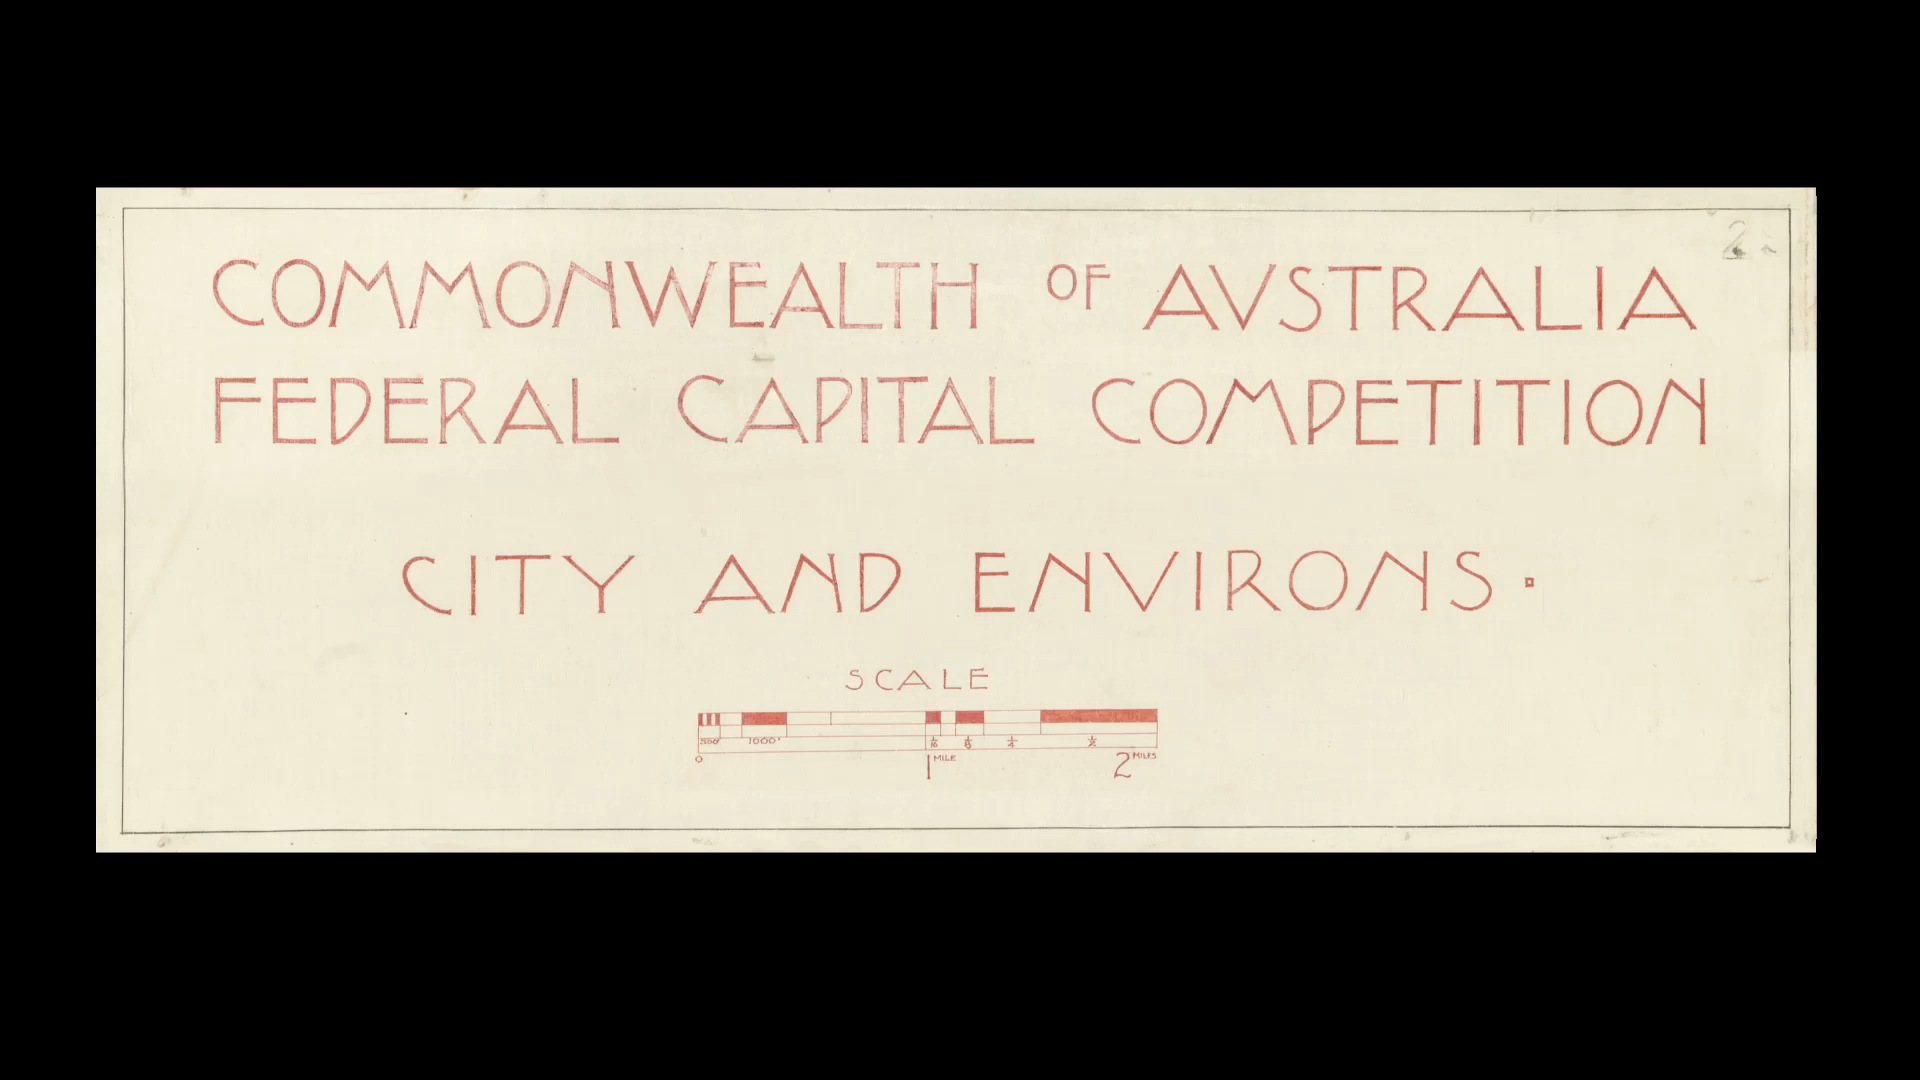 2
COMMONWEALTH OF AVSTRALIA
FEDERAL CAPITAL COMPETITION
CITY AND ENVIRONS.
SCALE
500' 1000' 1/16 1/8 1/4 1/2
0 1 MILE 2 MILES